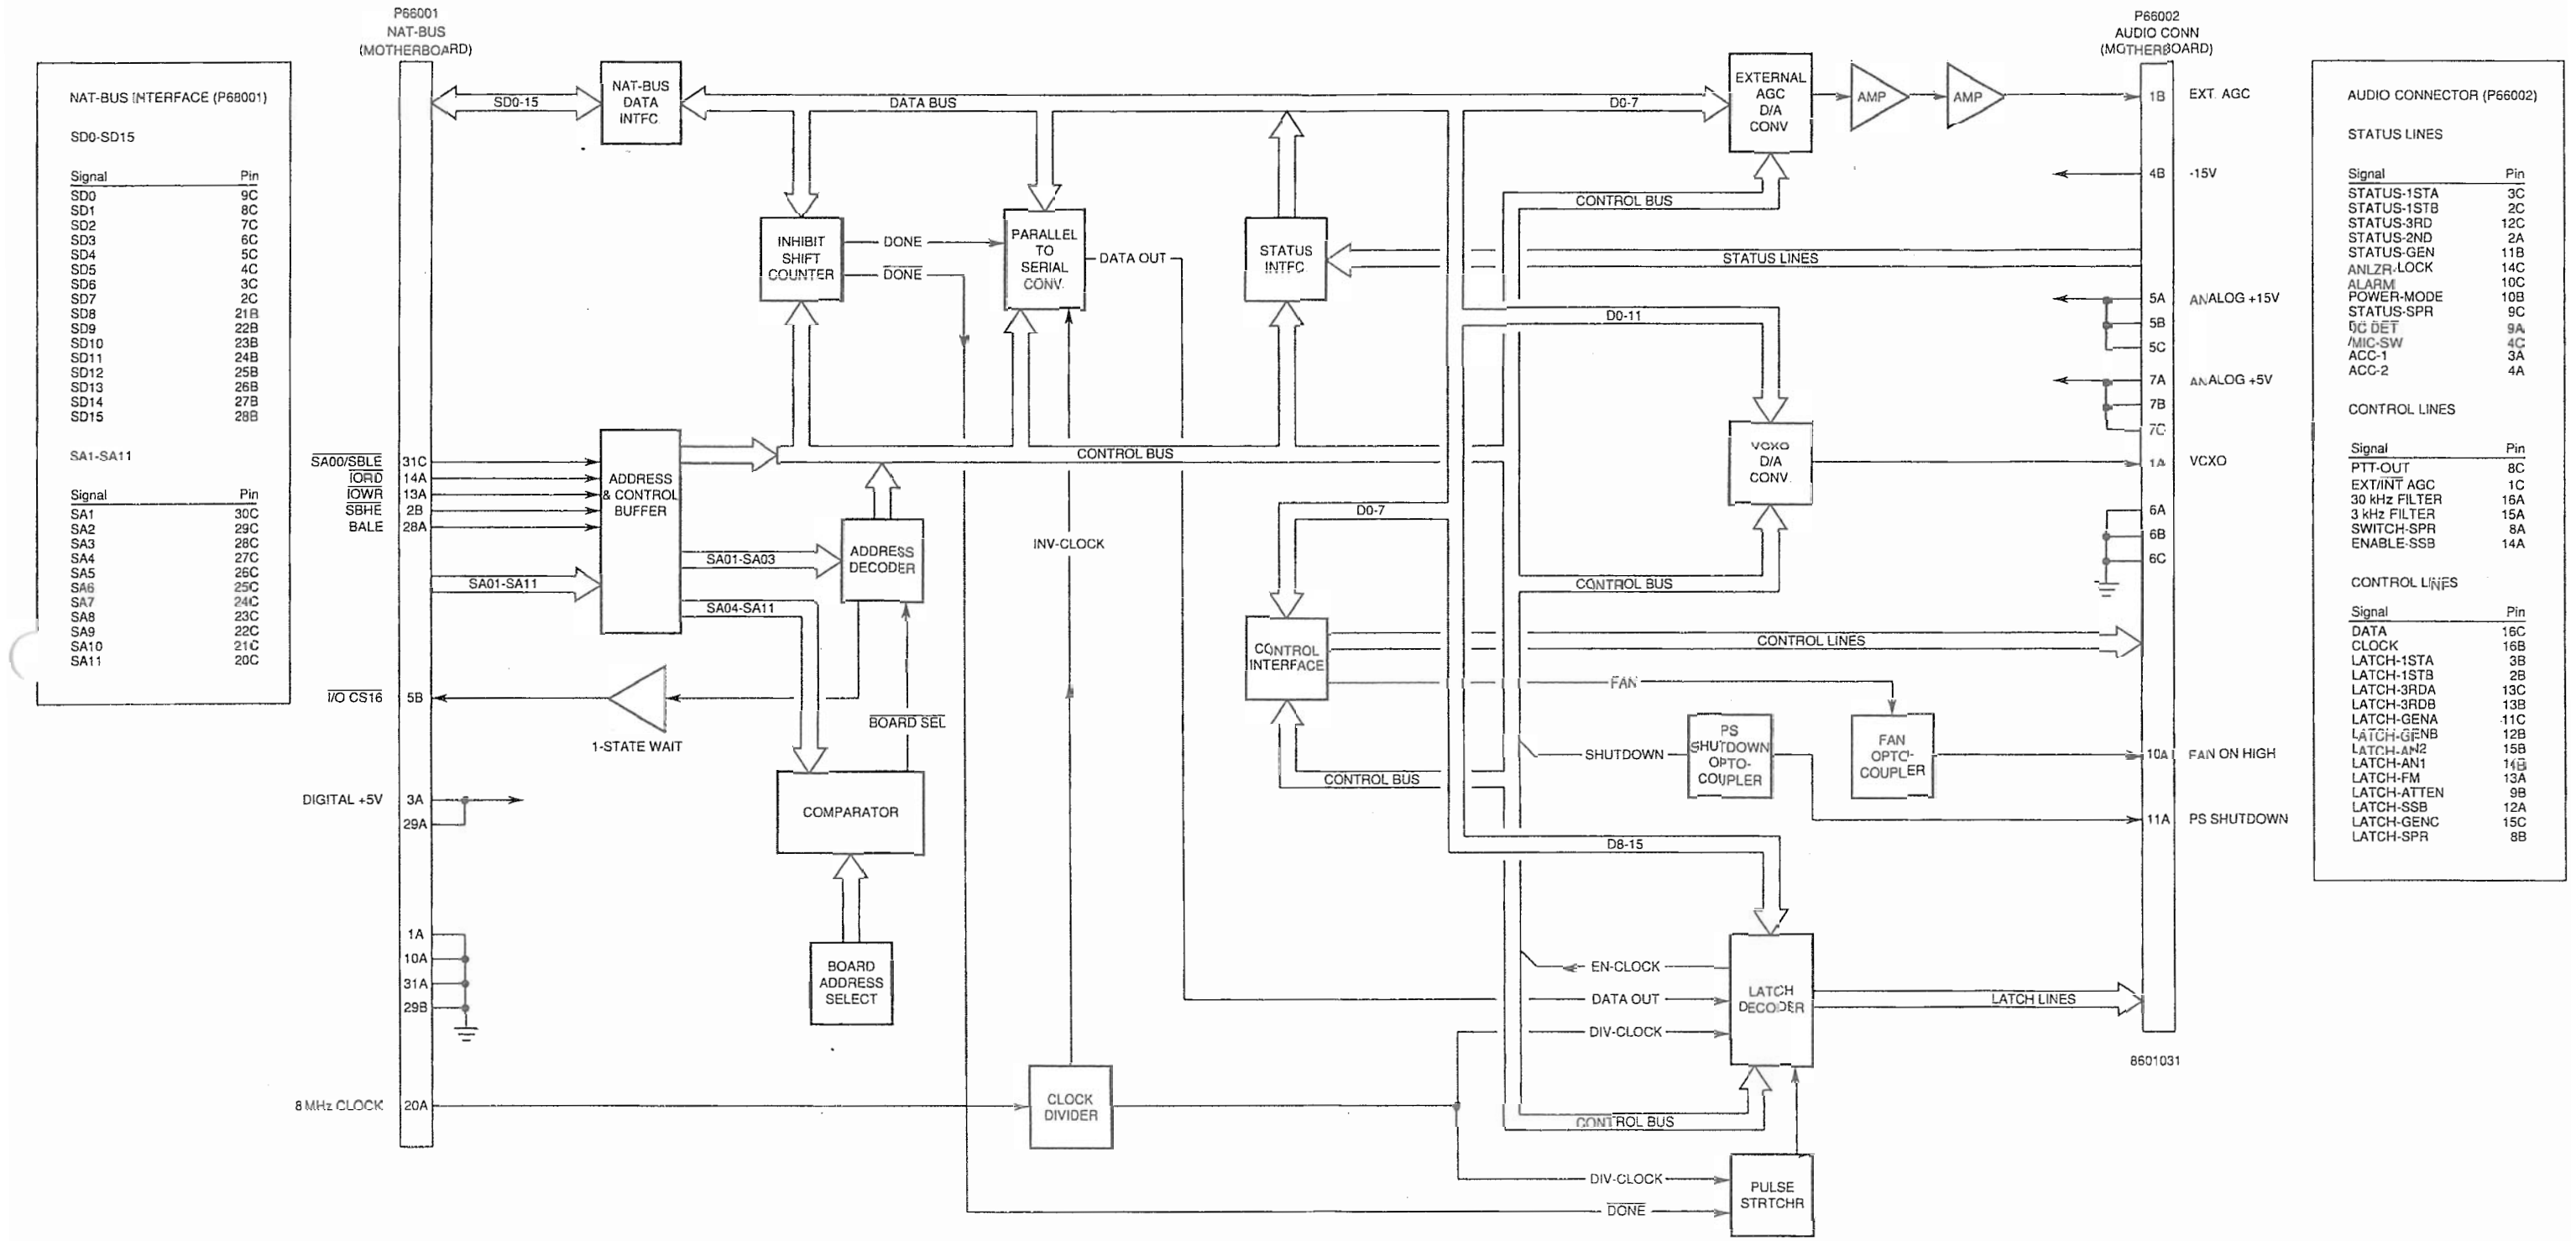 P66001
NAT-BUS
(MOTHERBOARD)
NAT-BUS INTERFACE (P68001)
SD0-SD15
Signal Pin
SD0 9C
SD1 8C
SD2 7C
SD3 6C
SD4 5C
SD5 4C
SD6 3C
SD7 2C
SD8 21B
SD9 22B
SD10 23B
SD11 24B
SD12 25B
SD13 26B
SD14 27B
SD15 28B
SA1-SA11
Signal Pin
SA1 30C
SA2 29C
SA3 28C
SA4 27C
SA5 26C
SA6 25C
SA7 24C
SA8 23C
SA9 22C
SA10 21C
SA11 20C
SA00/SBLE 31C
IORD 14A
IOWR 13A
SBHE 2B
BALE 28A
SA01-SA11
I/O CS16 5B
1-STATE WAIT
DIGITAL +5V 3A
29A
1A
10A
31A
29B
8 MHz CLOCK 20A
SD0-15
NAT-BUS
DATA
INTFC
DATA BUS
D0-7
INHIBIT
SHIFT
COUNTER
DONE
DONE
PARALLEL
TO
SERIAL
CONV.
DATA OUT
STATUS
INTFC
STATUS LINES
ADDRESS
& CONTROL
BUFFER
CONTROL BUS
SA01-SA03
ADDRESS
DECODER
SA04-SA11
BOARD SEL
COMPARATOR
BOARD
ADDRESS
SELECT
INV-CLOCK
CLOCK
DIVIDER
EXTERNAL
AGC
D/A
CONV
AMP
AMP
CONTROL BUS
D0-11
VCXO
D/A
CONV.
CONTROL BUS
D0-7
CONTROL
INTERFACE
CONTROL LINES
FAN
CONTROL BUS
SHUTDOWN
PS
SHUTDOWN
OPTO-
COUPLER
FAN
OPTO-
COUPLER
D8-15
EN-CLOCK
DATA OUT
DIV-CLOCK
LATCH
DECODER
LATCH LINES
CONTROL BUS
DIV-CLOCK
DONE
PULSE
STRTCHR
P66002
AUDIO CONN
(MOTHERBOARD)
1B EXT. AGC
4B -15V
5A ANALOG +15V
5B
5C
7A ANALOG +5V
7B
7C
1A VCXO
6A
6B
6C
10A FAN ON HIGH
11A PS SHUTDOWN
8601031
AUDIO CONNECTOR (P66002)
STATUS LINES
Signal Pin
STATUS-1STA 3C
STATUS-1STB 2C
STATUS-3RD 12C
STATUS-2ND 2A
STATUS-GEN 11B
ANLZR-LOCK 14C
ALARM 10C
POWER-MODE 10B
STATUS-SPR 9C
DC DET 9A
/MIC-SW 4C
ACC-1 3A
ACC-2 4A
CONTROL LINES
Signal Pin
PTT-OUT 8C
EXT/INT AGC 1C
30 kHz FILTER 16A
3 kHz FILTER 15A
SWITCH-SPR 8A
ENABLE-SSB 14A
CONTROL LINES
Signal Pin
DATA 16C
CLOCK 16B
LATCH-1STA 3B
LATCH-1STB 2B
LATCH-3RDA 13C
LATCH-3RDB 13B
LATCH-GENA 11C
LATCH-GENB 12B
LATCH-AN2 15B
LATCH-AN1 14B
LATCH-FM 13A
LATCH-ATTEN 9B
LATCH-SSB 12A
LATCH-GENC 15C
LATCH-SPR 8B